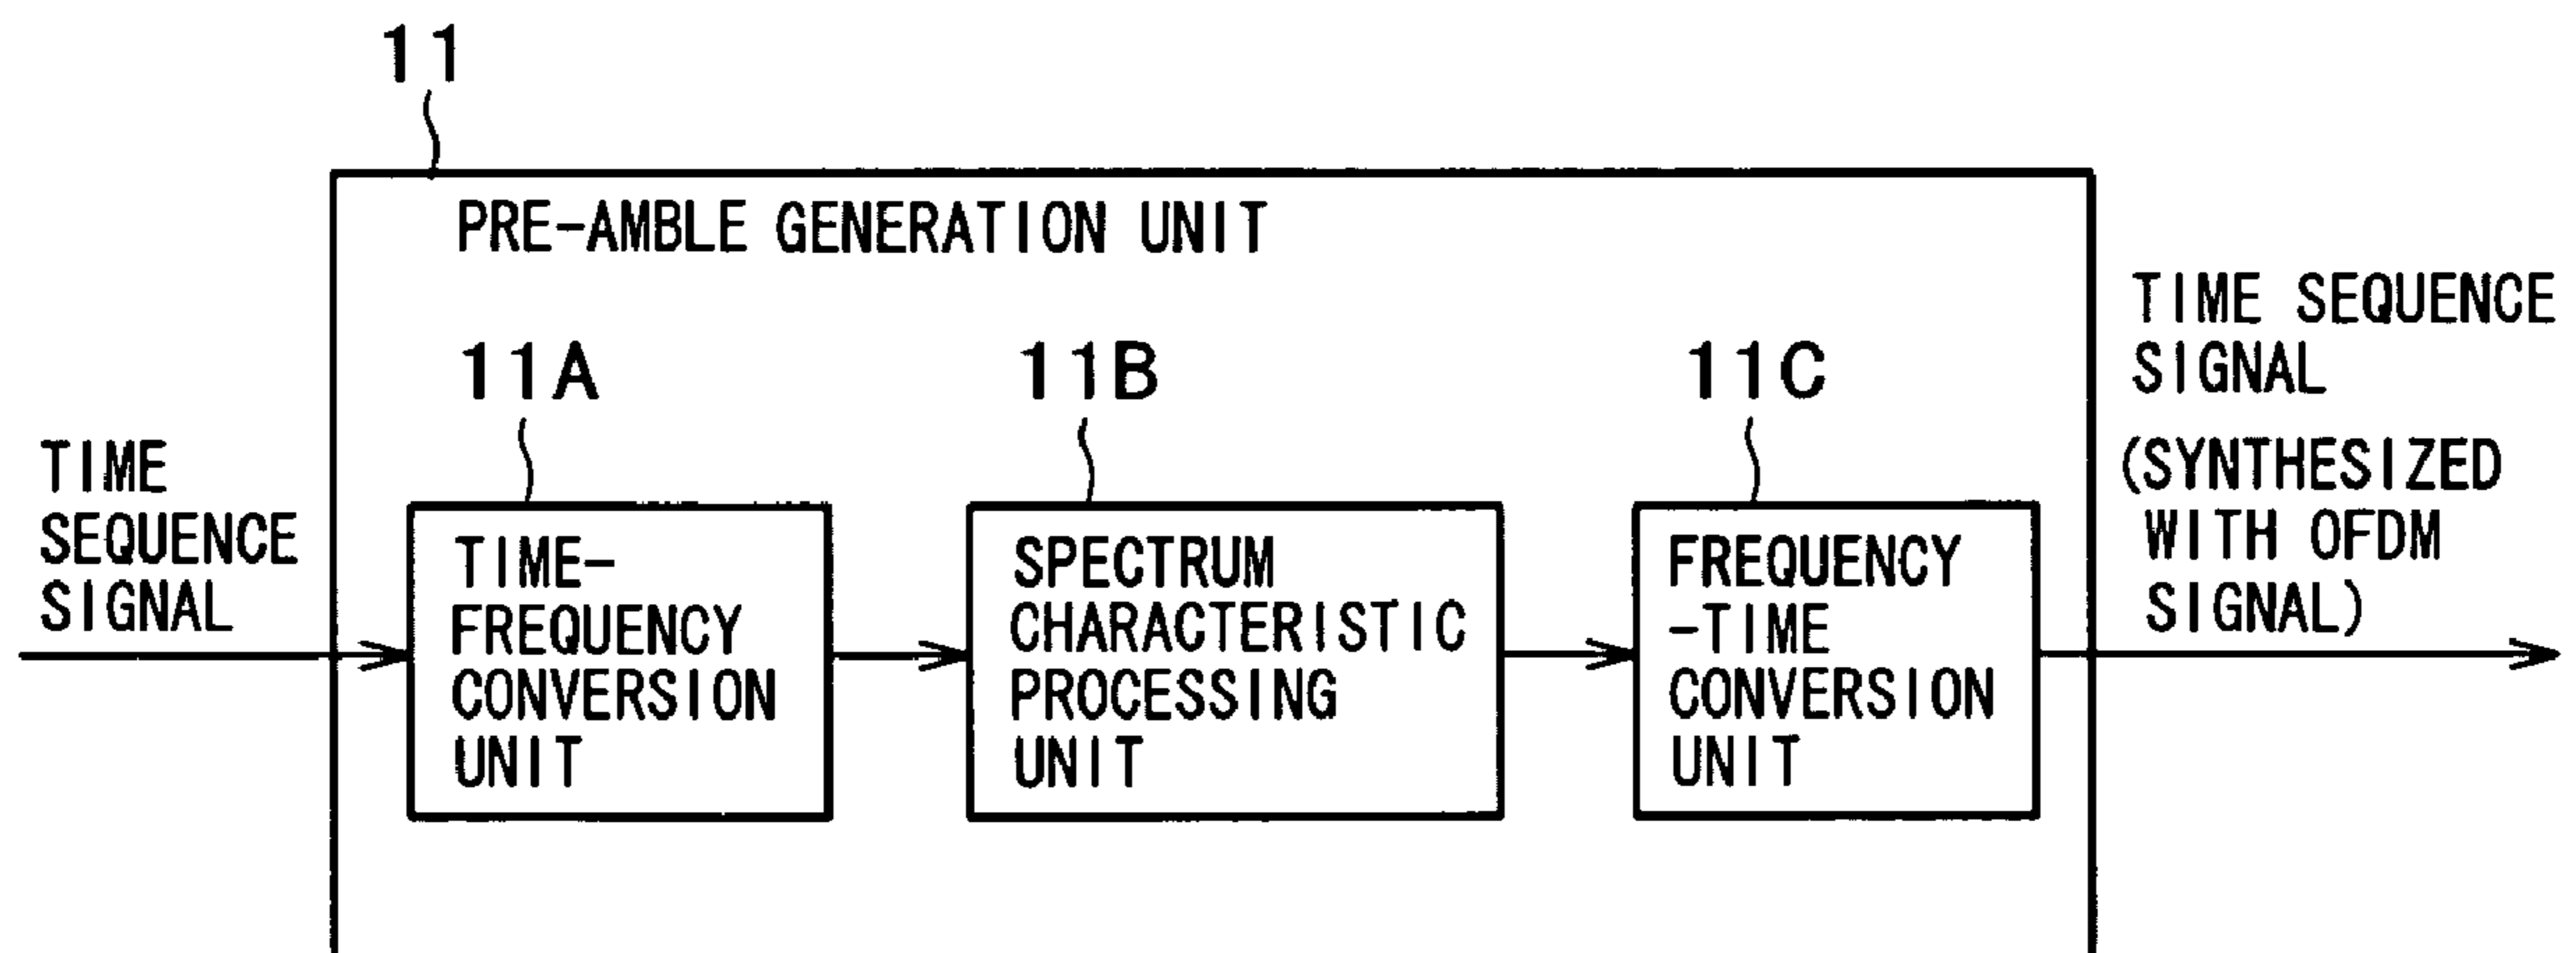 11
PRE-AMBLE GENERATION UNIT
TIME SEQUENCE
SIGNAL
(SYNTHESIZED
WITH OFDM
SIGNAL)
11A
11B
11C
TIME
SEQUENCE
SIGNAL
TIME-
FREQUENCY
CONVERSION
UNIT
SPECTRUM
CHARACTERISTIC
PROCESSING
UNIT
FREQUENCY
-TIME
CONVERSION
UNIT